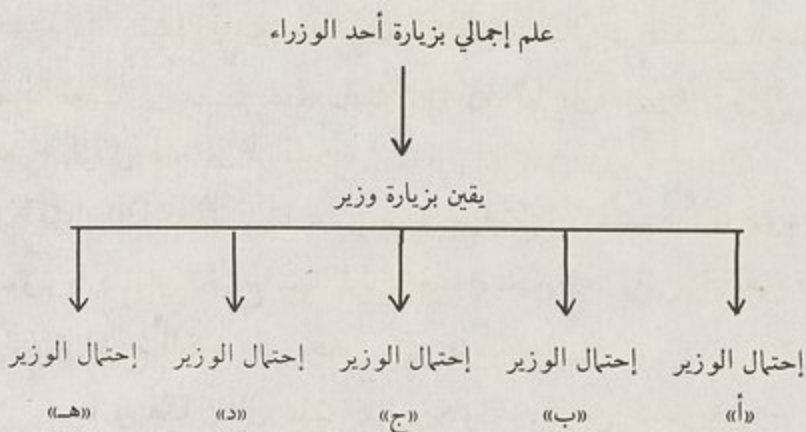 علم إجمالي بزيارة أحد الوزراء
يقين بزيارة وزير
إحتمال الوزير إحتمال الوزير إحتمال الوزير إحتمال الوزير إحتمال الوزير
«أ» «ب» «ج» «د» «هـ»